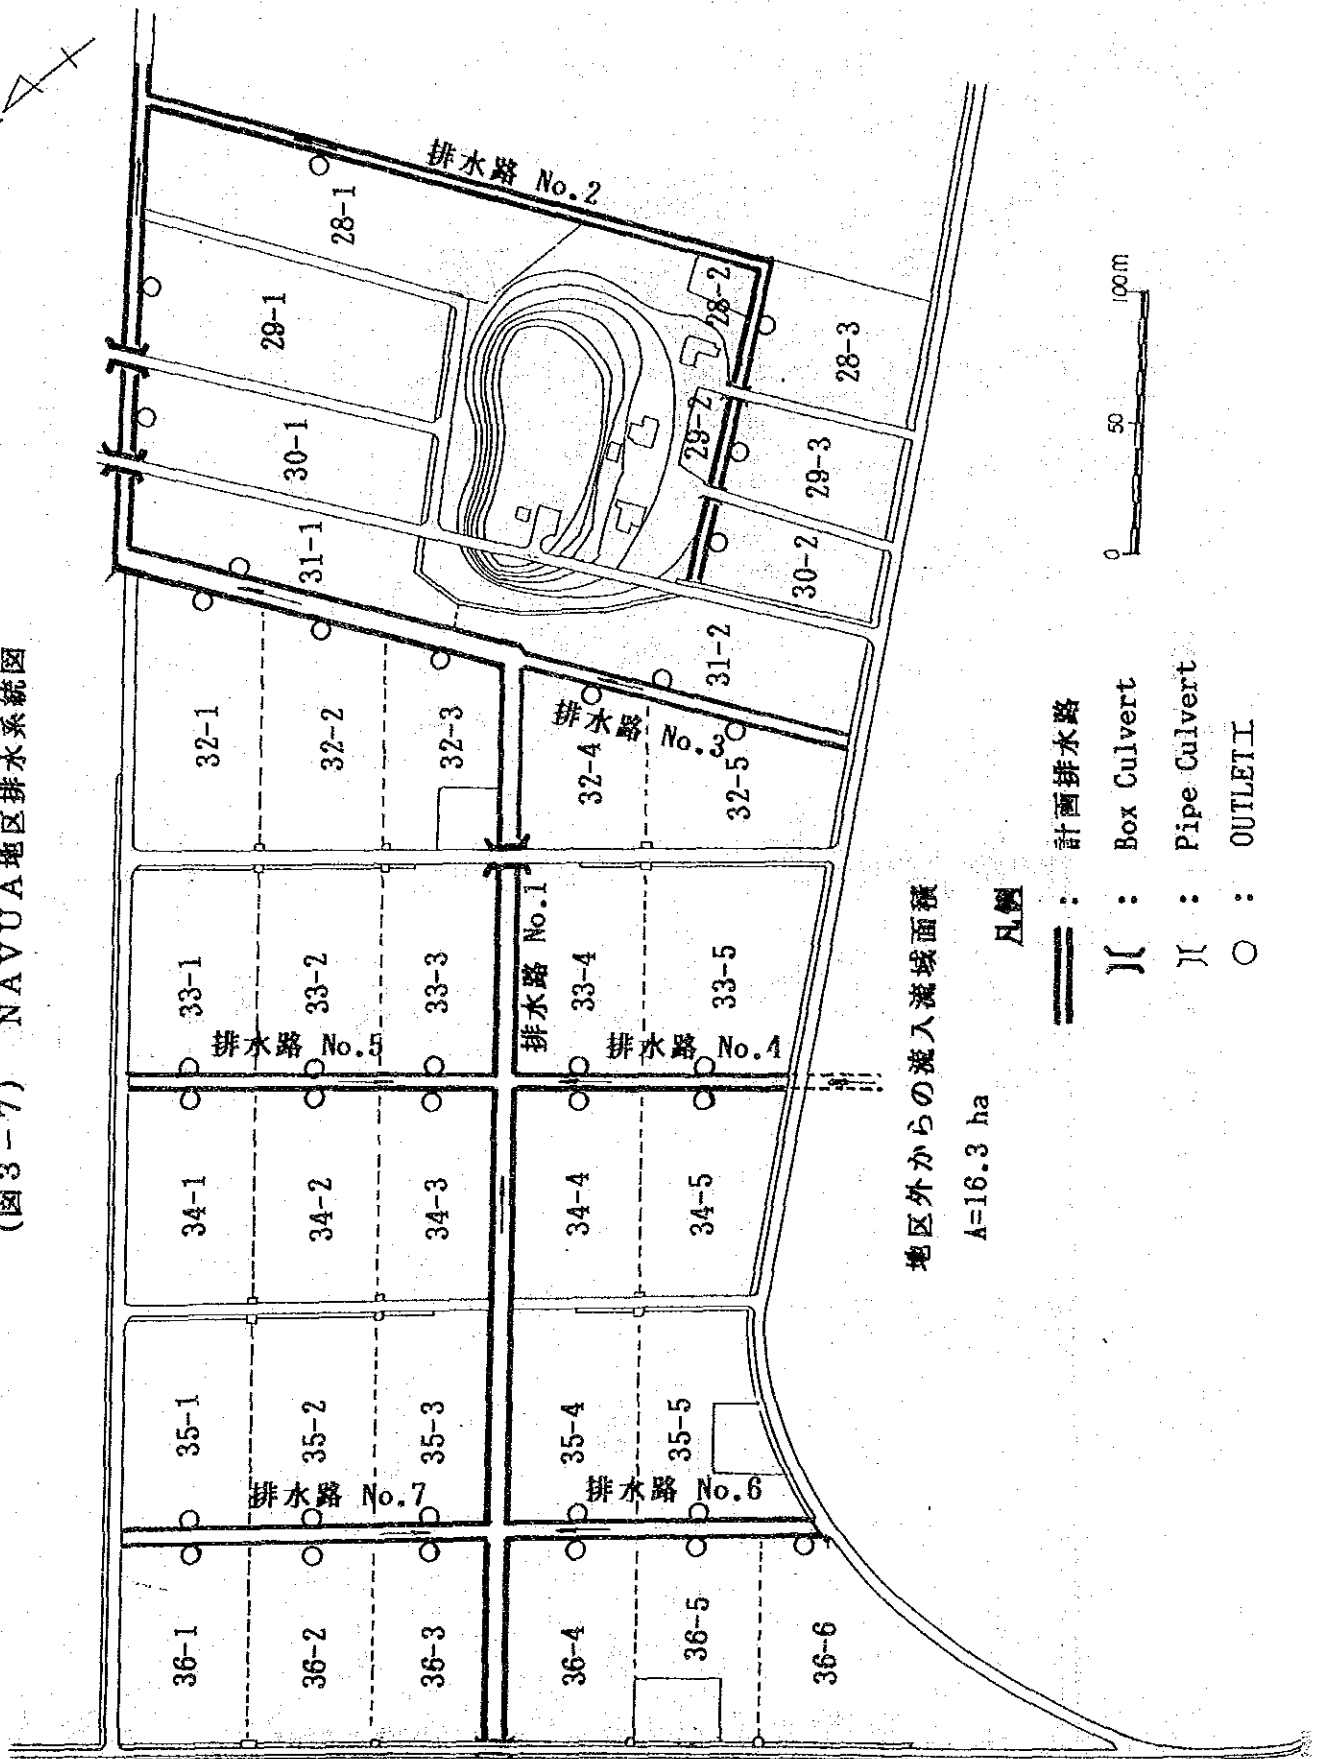 (図3-7) NAVUA地区排水系統図
排水路 No.2
28-1
29-1
30-1
31-1
28-2
29-2
28-3
29-3
30-2
31-2
32-1
32-2
32-3
32-4
32-5
排水路 No.3
33-1
33-2
33-3
33-4
33-5
排水路 No.1
排水路 No.5
排水路 No.4
34-1
34-2
34-3
34-4
34-5
35-1
35-2
35-3
35-4
35-5
排水路 No.7
排水路 No.6
36-1
36-2
36-3
36-4
36-5
36-6
地区外からの流入流域面積
A=16.3 ha
凡例
: 計画排水路
: Box Culvert
: Pipe Culvert
: OUTLET工
0 50 100m